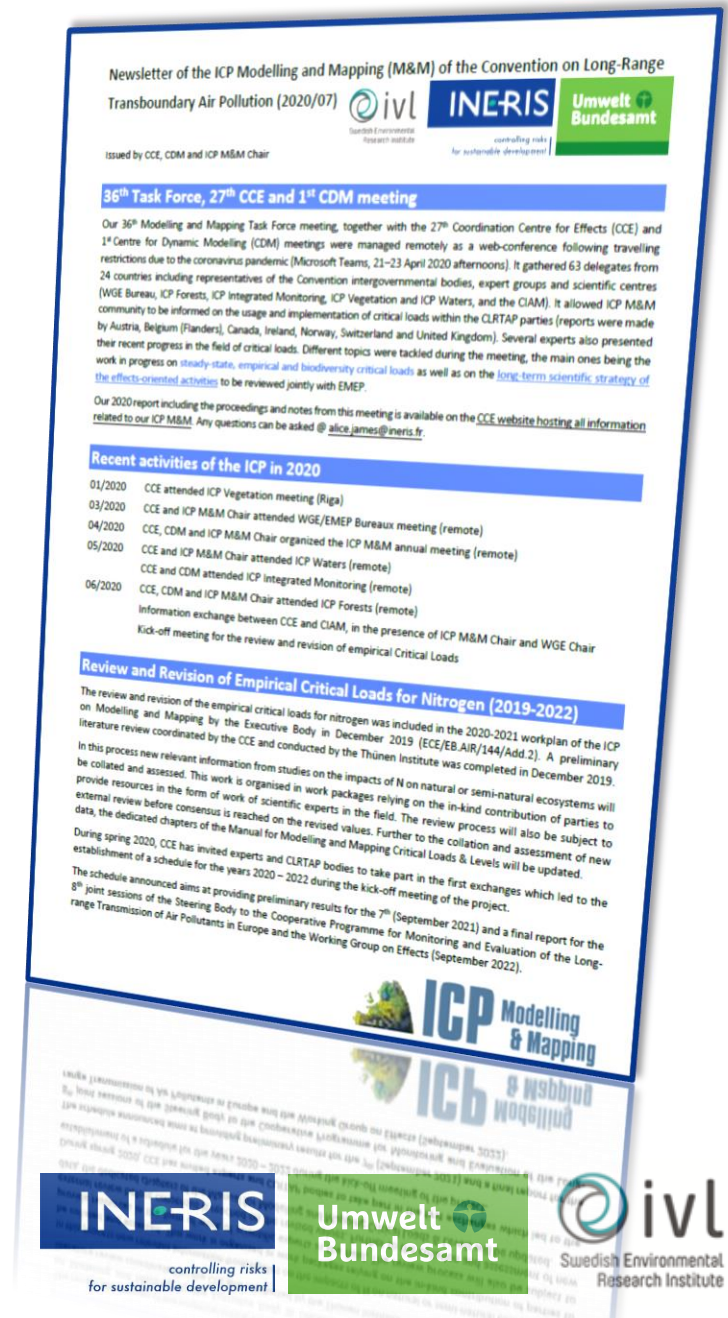 Newsletter of the ICP Modelling and Mapping (M&M) of the Convention on Long-Range
Transboundary Air Pollution (2020/07)
ivl
Swedish Environmental
Research Institute
INERIS
controlling risks
for sustainable development
Umwelt
Bundesamt
Issued by CCE, CDM and ICP M&M Chair
36th Task Force, 27th CCE and 1st CDM meeting
Our 36th Modelling and Mapping Task Force meeting, together with the 27th Coordination Centre for Effects (CCE) and
1st Centre for Dynamic Modelling (CDM) meetings were managed remotely as a web-conference following travelling
restrictions due to the coronavirus pandemic (Microsoft Teams, 21–23 April 2020 afternoons). It gathered 63 delegates from
24 countries including representatives of the Convention intergovernmental bodies, expert groups and scientific centres
(WGE Bureau, ICP Forests, ICP Integrated Monitoring, ICP Vegetation and ICP Waters, and the CIAM). It allowed ICP M&M
community to be informed on the usage and implementation of critical loads within the CLRTAP parties (reports were made
by Austria, Belgium (Flanders), Canada, Ireland, Norway, Switzerland and United Kingdom). Several experts also presented
their recent progress in the field of critical loads. Different topics were tackled during the meeting, the main ones being the
work in progress on steady-state, empirical and biodiversity critical loads as well as on the long-term scientific strategy of
the effects-oriented activities to be reviewed jointly with EMEP.
Our 2020 report including the proceedings and notes from this meeting is available on the CCE website hosting all information
related to our ICP M&M. Any questions can be asked @ alice.james@ineris.fr.
Recent activities of the ICP in 2020
01/2020 CCE attended ICP Vegetation meeting (Riga)
03/2020 CCE and ICP M&M Chair attended WGE/EMEP Bureaux meeting (remote)
04/2020 CCE, CDM and ICP M&M Chair organized the ICP M&M annual meeting (remote)
05/2020 CCE and ICP M&M Chair attended ICP Waters (remote)
CCE and CDM attended ICP Integrated Monitoring (remote)
06/2020 CCE, CDM and ICP M&M Chair attended ICP Forests (remote)
Information exchange between CCE and CIAM, in the presence of ICP M&M Chair and WGE Chair
Kick-off meeting for the review and revision of empirical Critical Loads
Review and Revision of Empirical Critical Loads for Nitrogen (2019-2022)
The review and revision of the empirical critical loads for nitrogen was included in the 2020-2021 workplan of the ICP
on Modelling and Mapping by the Executive Body in December 2019 (ECE/EB.AIR/144/Add.2). A preliminary
literature review coordinated by the CCE and conducted by the Thünen Institute was completed in December 2019.
In this process new relevant information from studies on the impacts of N on natural or semi-natural ecosystems will
be collated and assessed. This work is organised in work packages relying on the in-kind contribution of parties to
provide resources in the form of work of scientific experts in the field. The review process will also be subject to
external review before consensus is reached on the revised values. Further to the collation and assessment of new
data, the dedicated chapters of the Manual for Modelling and Mapping Critical Loads & Levels will be updated.
During spring 2020, CCE has invited experts and CLRTAP bodies to take part in the first exchanges which led to the
establishment of a schedule for the years 2020 – 2022 during the kick-off meeting of the project.
The schedule announced aims at providing preliminary results for the 7th (September 2021) and a final report for the
8th joint sessions of the Steering Body to the Cooperative Programme for Monitoring and Evaluation of the Long-
range Transmission of Air Pollutants in Europe and the Working Group on Effects (September 2022).
ICP Modelling
& Mapping
INERIS
controlling risks
for sustainable development
Umwelt
Bundesamt
ivl
Swedish Environmental
Research Institute